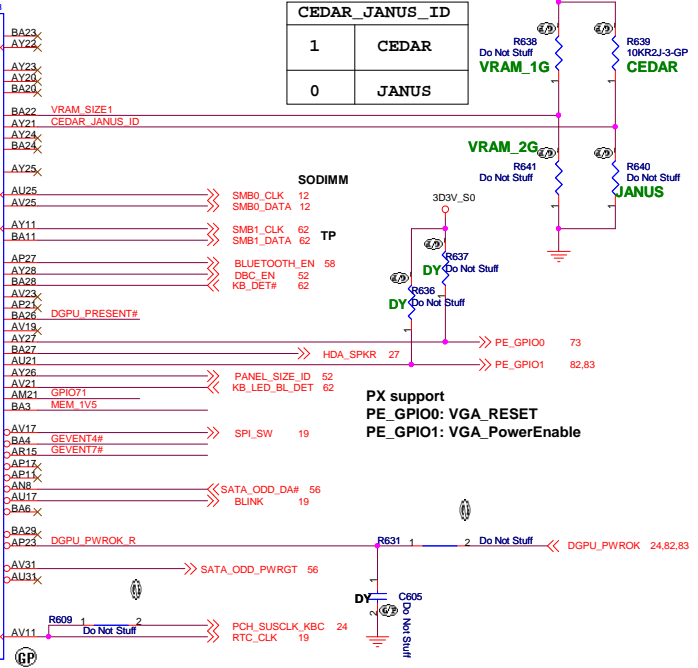 CEDAR_JANUS_ID
1 CEDAR
0 JANUS
R638
Do Not Stuff
VRAM_1G
1
R639
10KR2J-3-GP
CEDAR
1
VRAM_2G
R641
Do Not Stuff
1
R640
Do Not Stuff
JANUS
1
BA23
AY22
AY23
AY20
BA20
BA22 VRAM_SIZE1
AY21 CEDAR_JANUS_ID
AY24
BA24
AY25
SODIMM
AU25 SMB0_CLK 12
AV25 SMB0_DATA 12
AY11 SMB1_CLK 62
BA11 SMB1_DATA 62
TP
3D3V_S0
R637
DY Do Not Stuff
1
R636
DY Do Not Stuff
1
AP27 BLUETOOTH_EN 58
AY28 DBC_EN 52
BA28 KB_DET# 62
AV23
AP21
BA26 DGPU_PRESENT#
AV19
AY27 PE_GPIO0 73
BA27 HDA_SPKR 27
AU21 PE_GPIO1 82,83
AY26 PANEL_SIZE_ID 52
AV21 KB_LED_BL_DET 62
AM21 GPIO71
BA3 MEM_1V5
PX support
PE_GPIO0: VGA_RESET
PE_GPIO1: VGA_PowerEnable
AV17 SPI_SW 19
BA4 GEVENT4#
AR15 GEVENT7#
AP17
AP11
AN8 SATA_ODD_DA# 56
AU17 BLINK 19
BA6
BA29
AP23 DGPU_PWROK_R
R631 1 2 Do Not Stuff
DGPU_PWROK 24,82,83
AV31 SATA_ODD_PWRGT 56
AU31
1
DY C605
2
Do Not Stuff
R609 1 2
Do Not Stuff
PCH_SUSCLK_KBC 24
AV11 RTC_CLK 19
GP